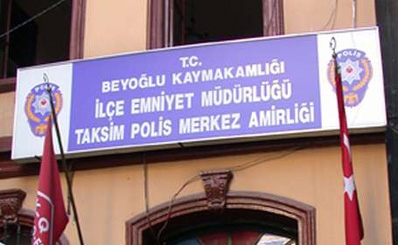 T.C.
BEYOĞLU KAYMAKAMLIĞI
İLÇE EMNİYET MÜDÜRLÜĞÜ
TAKSİM POLİS MERKEZ AMİRLİĞİ
POLİS
POLİS